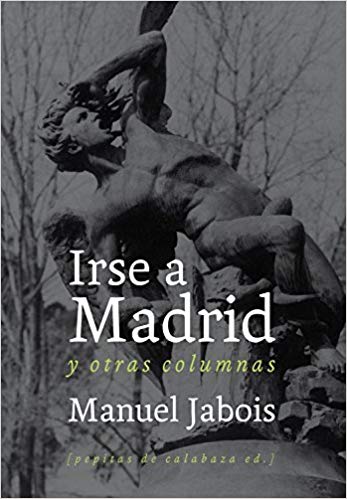 Irse a
Madrid
y otras columnas
Manuel Jabois
[pepitas de calabaza ed.]